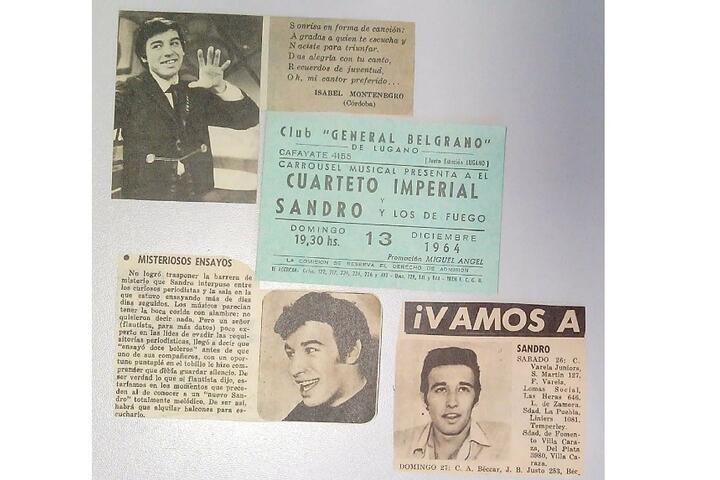 Sonrisa en forma de canción:
Agradas a quien te escucha y
Naciste para triunfar.
Das alegría con tu canto,
Recuerdos de juventud,
Oh, mi cantor preferido...
ISABEL MONTENEGRO
(Córdoba)
Club "GENERAL BELGRANO"
DE LUGANO
CAFAYATE 4155 (Junto Estación LUGANO)
CARROUSEL MUSICAL PRESENTA A EL
CUARTETO IMPERIAL
Y
SANDRO Y LOS DE FUEGO
DOMINGO 13 DICIEMBRE
19,30 hs. 1964
Promoción MIGUEL ANGEL
LA COMISION SE RESERVA EL DERECHO DE ADMISION
MISTERIOSOS ENSAYOS
No logró trasponer la barrera de
misterio que Sandro interpuso entre
los curiosos periodistas y la sala en la
que estuvo ensayando más de diez
días seguidos. Los músicos parecían
tener la boca cosida con alambre: no
quisieron decir nada. Pero un señor
(flautista, para más datos) poco ex-
perto en las lides de evadir las requi-
sitorias periodísticas, llegó a decir que
"ensayó doce boleros" antes de que
uno de sus compañeros, con un opor-
tuno puntapié en el tobillo le hizo com-
prender que debía guardar silencio. De
ser verdad lo que el flautista dijo, es-
taríamos en los momentos que prece-
den al de conocer a un "nuevo San-
dro" totalmente melódico. De ser así,
habrá que alquilar balcones para es-
cucharlo.
¡VAMOS A
SANDRO
SABADO 26: C.
Varela Juniors,
S. Martín 127,
F. Varela.
Lomas Social,
Las Heras 646,
L. de Zamora.
Sdad. La Puebla,
Liniers 1081,
Temperley.
Sdad. de Fomen-
to Villa Cara-
za, Del Plata
3980, Villa Ca-
raza.
DOMINGO 27: C. A. Béccar, J. B. Justo 253, Béc.